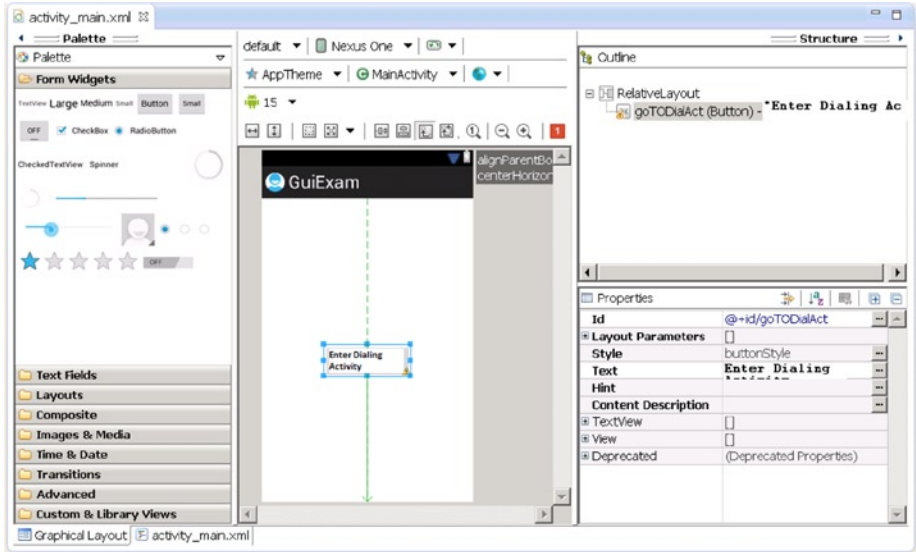 activity_main.xml
Palette
Palette
Form Widgets
TextView Large Medium Small Button Small
OFF CheckBox RadioButton
CheckedTextView Spinner
OFF
Text Fields
Layouts
Composite
Images & Media
Time & Date
Transitions
Advanced
Custom & Library Views
Graphical Layout activity_main.xml
default Nexus One
AppTheme MainActivity
15
1
GuiExam
alignParentBo
centerHorizon
Enter Dialing
Activity
Structure
Outline
RelativeLayout
goTODialAct (Button) - "Enter Dialing Ac
Properties
Id @+id/goTODialAct
Layout Parameters []
Style buttonStyle
Text Enter Dialing
Hint
Content Description
TextView []
View []
Deprecated (Deprecated Properties)